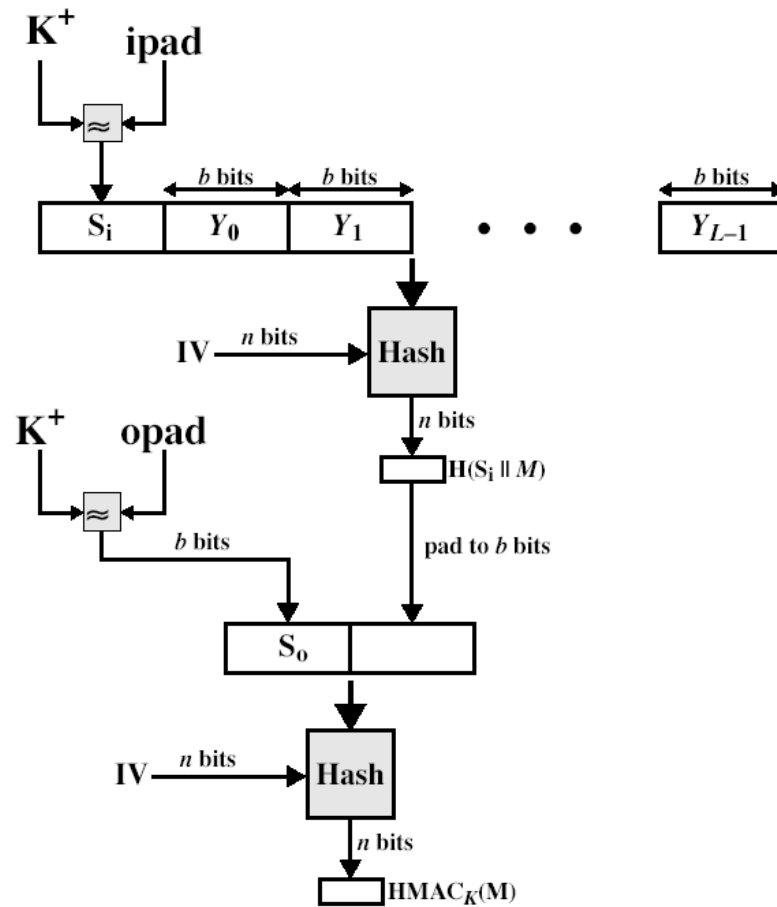 K+ ipad
≈
b bits b bits b bits
Si Y0 Y1 • • • YL–1
IV n bits Hash
n bits
H(Si || M)
K+ opad
≈
b bits pad to b bits
So
IV n bits Hash
n bits
HMACK(M)